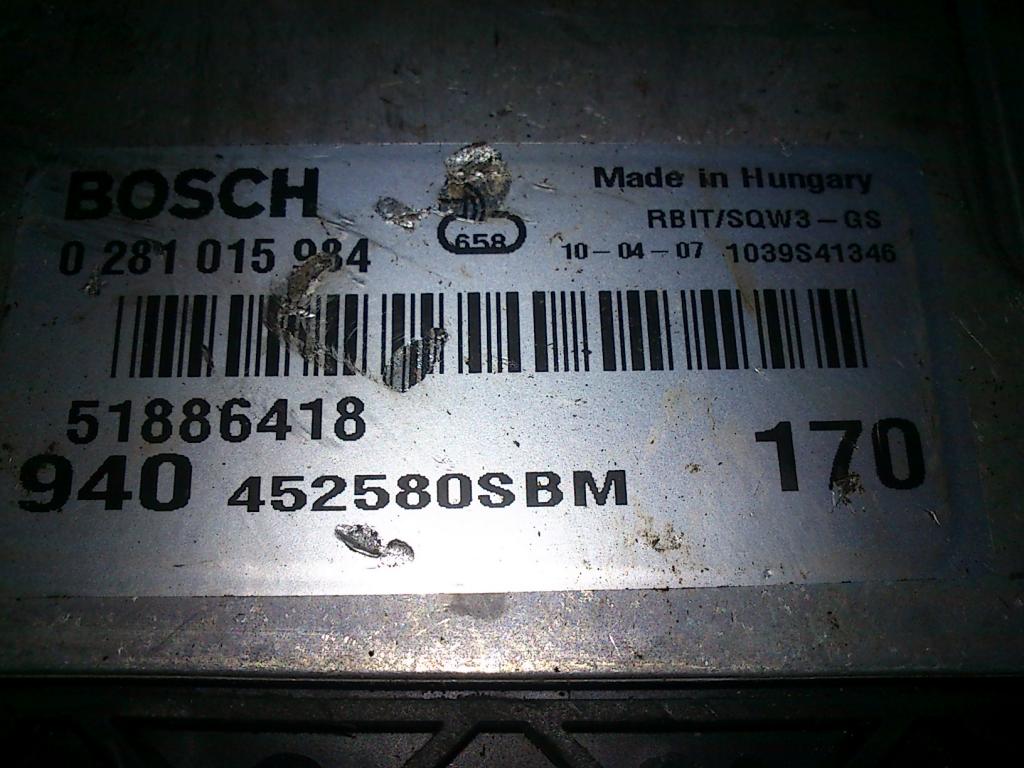 BOSCH
Made in Hungary
RBIT/SQW3-GS
0 281 015 984
658
10-04-07 1039S41346
51886418
940 452580SBM 170